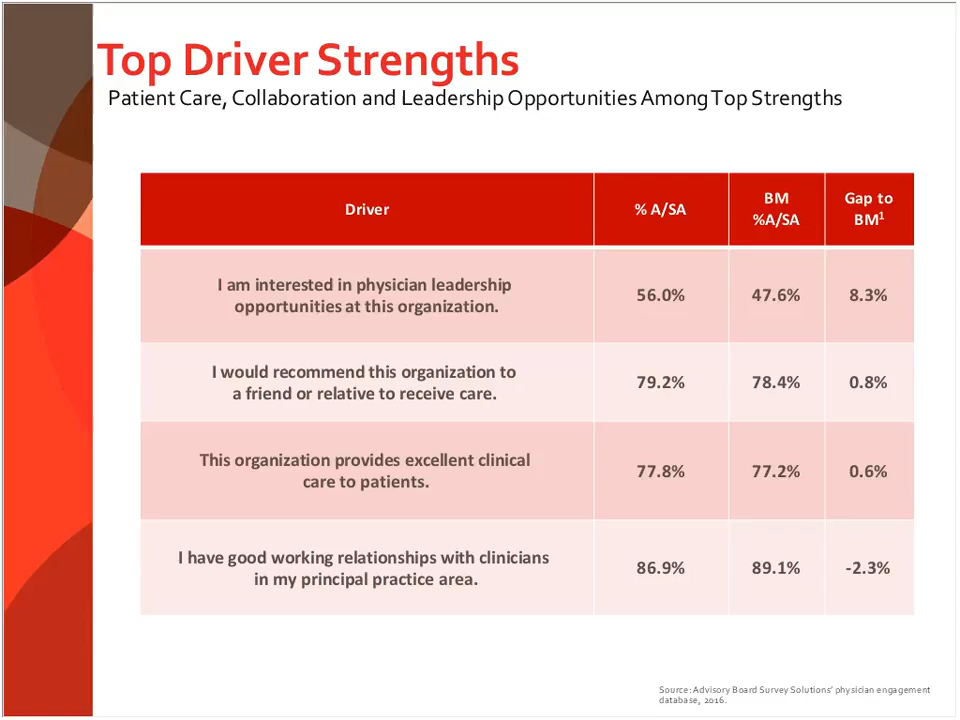 Top Driver Strengths
Patient Care, Collaboration and Leadership Opportunities Among Top Strengths
Driver
% A/SA
BM
%A/SA
Gap to
BM1
I am interested in physician leadership
opportunities at this organization.
56.0%
47.6%
8.3%
I would recommend this organization to
a friend or relative to receive care.
79.2%
78.4%
0.8%
This organization provides excellent clinical
care to patients.
77.8%
77.2%
0.6%
I have good working relationships with clinicians
in my principal practice area.
86.9%
89.1%
-2.3%
Source: Advisory Board Survey Solutions’ physician engagement
database, 2016.